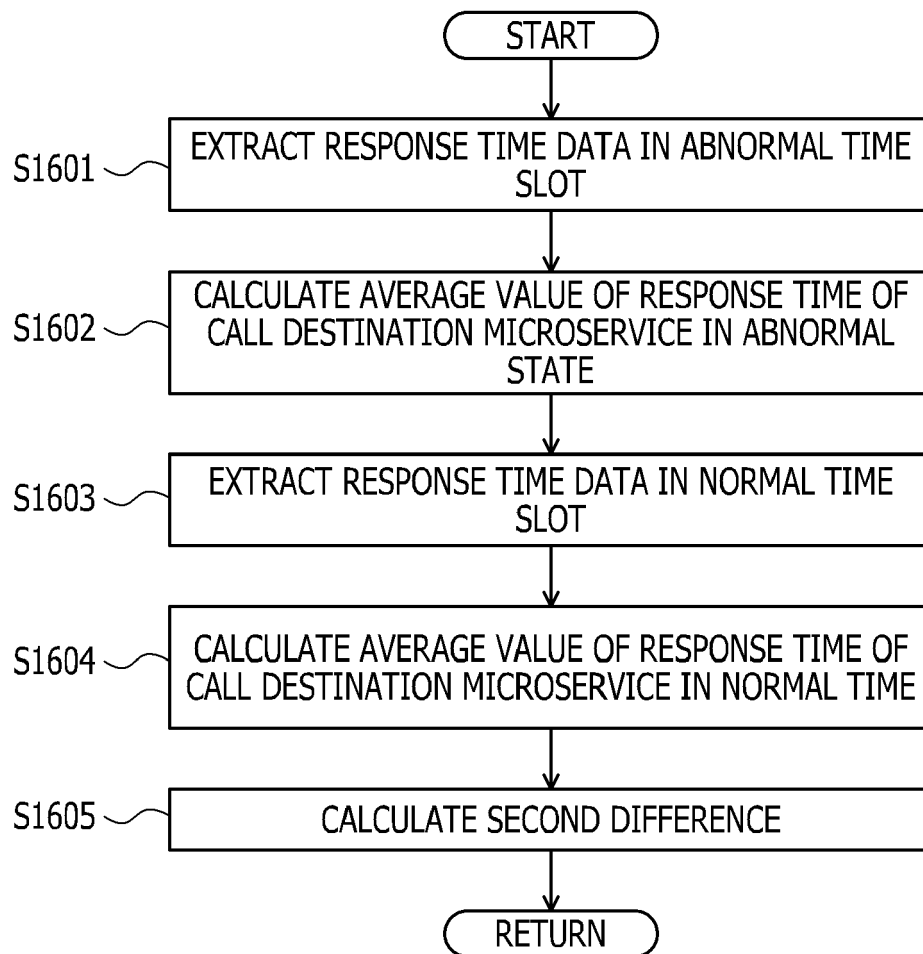 START
S1601
EXTRACT RESPONSE TIME DATA IN ABNORMAL TIME
SLOT
S1602
CALCULATE AVERAGE VALUE OF RESPONSE TIME OF
CALL DESTINATION MICROSERVICE IN ABNORMAL
STATE
S1603
EXTRACT RESPONSE TIME DATA IN NORMAL TIME
SLOT
S1604
CALCULATE AVERAGE VALUE OF RESPONSE TIME OF
CALL DESTINATION MICROSERVICE IN NORMAL TIME
S1605
CALCULATE SECOND DIFFERENCE
RETURN